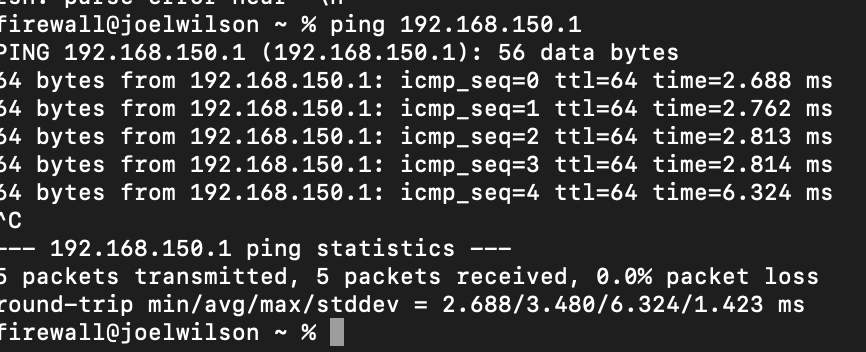 firewall@joelwilson ~ % ping 192.168.150.1
PING 192.168.150.1 (192.168.150.1): 56 data bytes
64 bytes from 192.168.150.1: icmp_seq=0 ttl=64 time=2.688 ms
64 bytes from 192.168.150.1: icmp_seq=1 ttl=64 time=2.762 ms
64 bytes from 192.168.150.1: icmp_seq=2 ttl=64 time=2.813 ms
64 bytes from 192.168.150.1: icmp_seq=3 ttl=64 time=2.814 ms
64 bytes from 192.168.150.1: icmp_seq=4 ttl=64 time=6.324 ms
^C
--- 192.168.150.1 ping statistics ---
5 packets transmitted, 5 packets received, 0.0% packet loss
round-trip min/avg/max/stddev = 2.688/3.480/6.324/1.423 ms
firewall@joelwilson ~ %